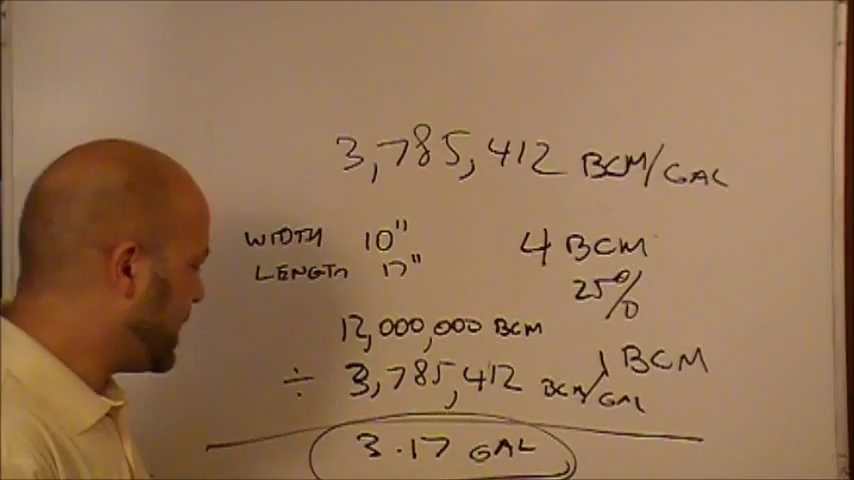 3,785,412 BCM/GAL
WIDTH 10"
LENGTH 12"
4 BCM
25%
1 BCM
12,000,000 BCM
÷ 3,785,412 BCM/GAL
3.17 GAL